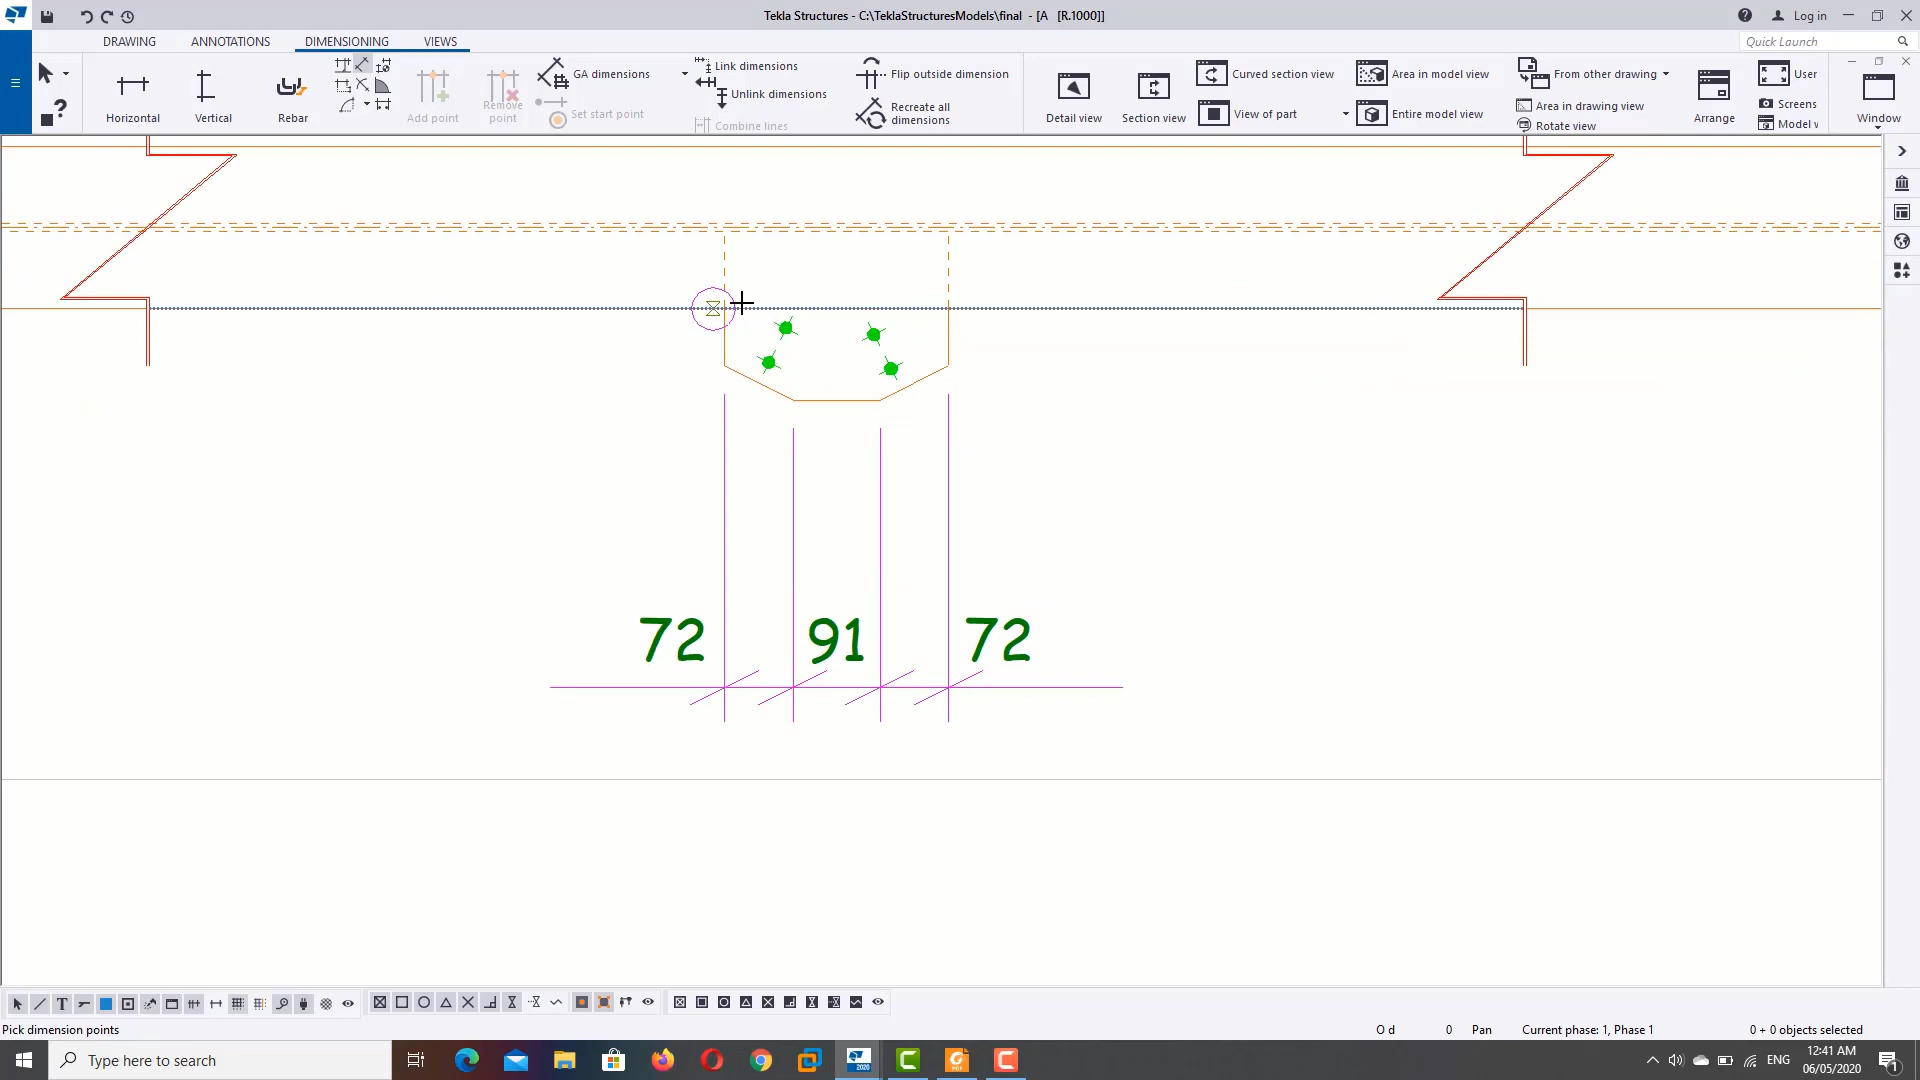 Tekla Structures - C:\TeklaStructuresModels\final - [A [R.1000]]
Log in
DRAWING ANNOTATIONS DIMENSIONING VIEWS
Quick Launch
Horizontal
Vertical
Rebar
Add point
Remove point
GA dimensions
Set start point
Link dimensions
Unlink dimensions
Combine lines
Flip outside dimension
Recreate all dimensions
Detail view
Section view
Curved section view
View of part
Area in model view
Entire model view
From other drawing
Area in drawing view
Rotate view
Arrange
User
Screens
Model v
Window
72 91 72
Pick dimension points
O d 0 Pan Current phase: 1, Phase 1 0 + 0 objects selected
Type here to search
2020
ENG
12:41 AM
06/05/2020
1